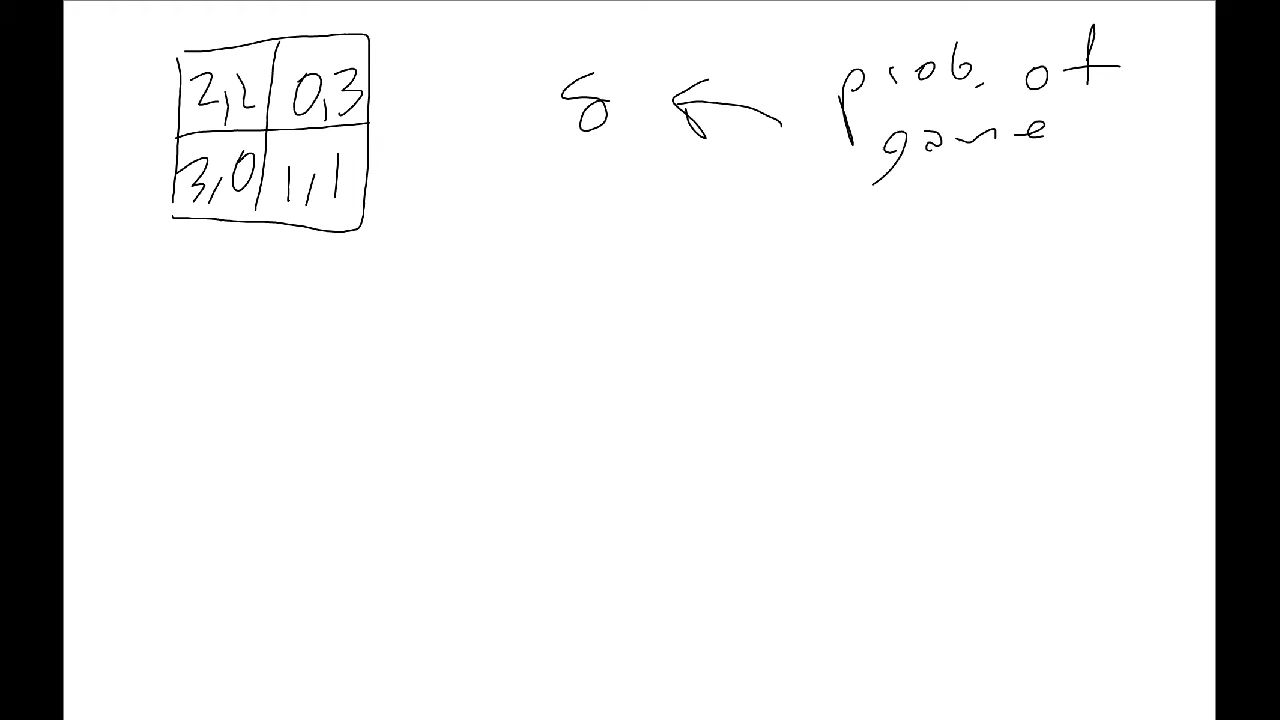 2,2 0,3
3,0 1,1
δ ← prob. of
game